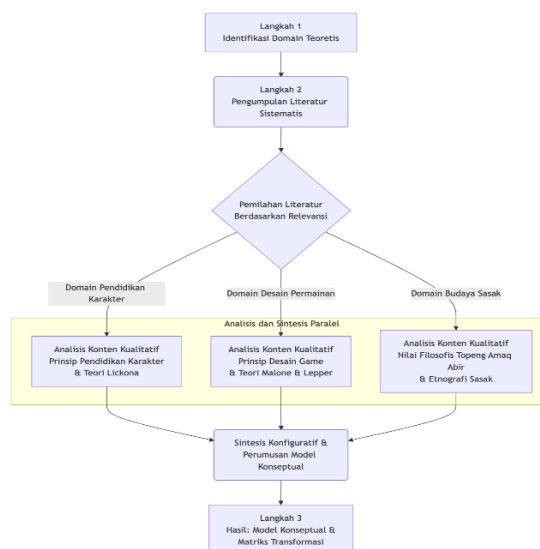 Langkah 1
Identifikasi Domain Teoretis
Langkah 2
Pengumpulan Literatur
Sistematis
Pemilahan Literatur
Berdasarkan Relevansi
Domain Pendidikan
Karakter
Domain Desain Permainan
Domain Budaya Sasak
Analisis dan Sintesis Paralel
Analisis Konten Kualitatif
Prinsip Pendidikan Karakter
& Teori Lickona
Analisis Konten Kualitatif
Prinsip Desain Game
& Teori Malone & Lepper
Analisis Konten Kualitatif
Nilai Filosofis Topeng Amaq
Abir
& Etnografi Sasak
Sintesis Konfiguratif &
Perumusan Model
Konseptual
Langkah 3
Hasil: Model Konseptual &
Matriks Transformasi